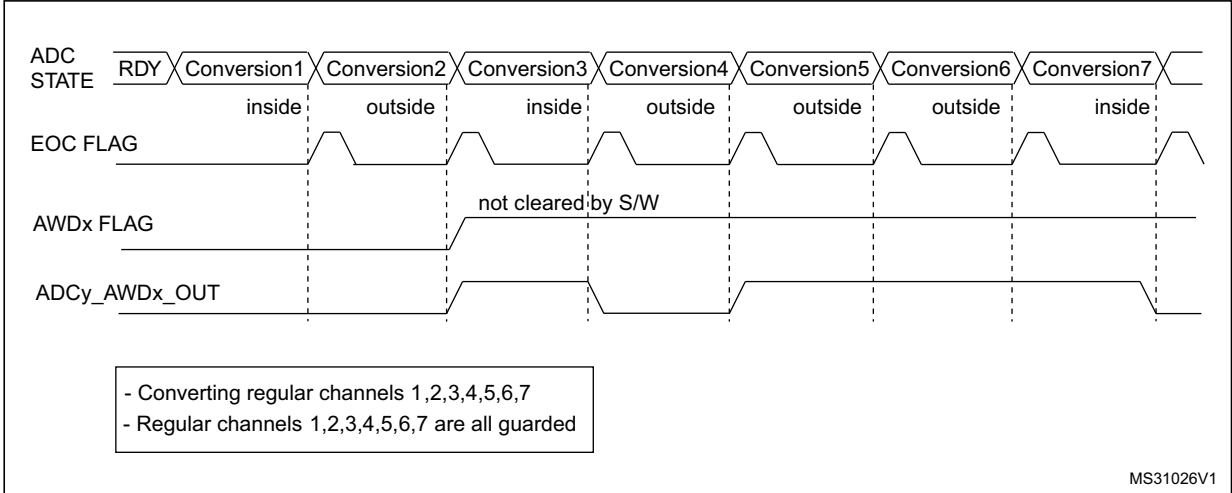 ADC
STATE
RDY Conversion1 Conversion2 Conversion3 Conversion4 Conversion5 Conversion6 Conversion7
inside outside inside outside outside outside inside
EOC FLAG
not cleared by S/W
AWDx FLAG
ADCy_AWDx_OUT
- Converting regular channels 1,2,3,4,5,6,7
- Regular channels 1,2,3,4,5,6,7 are all guarded
MS31026V1